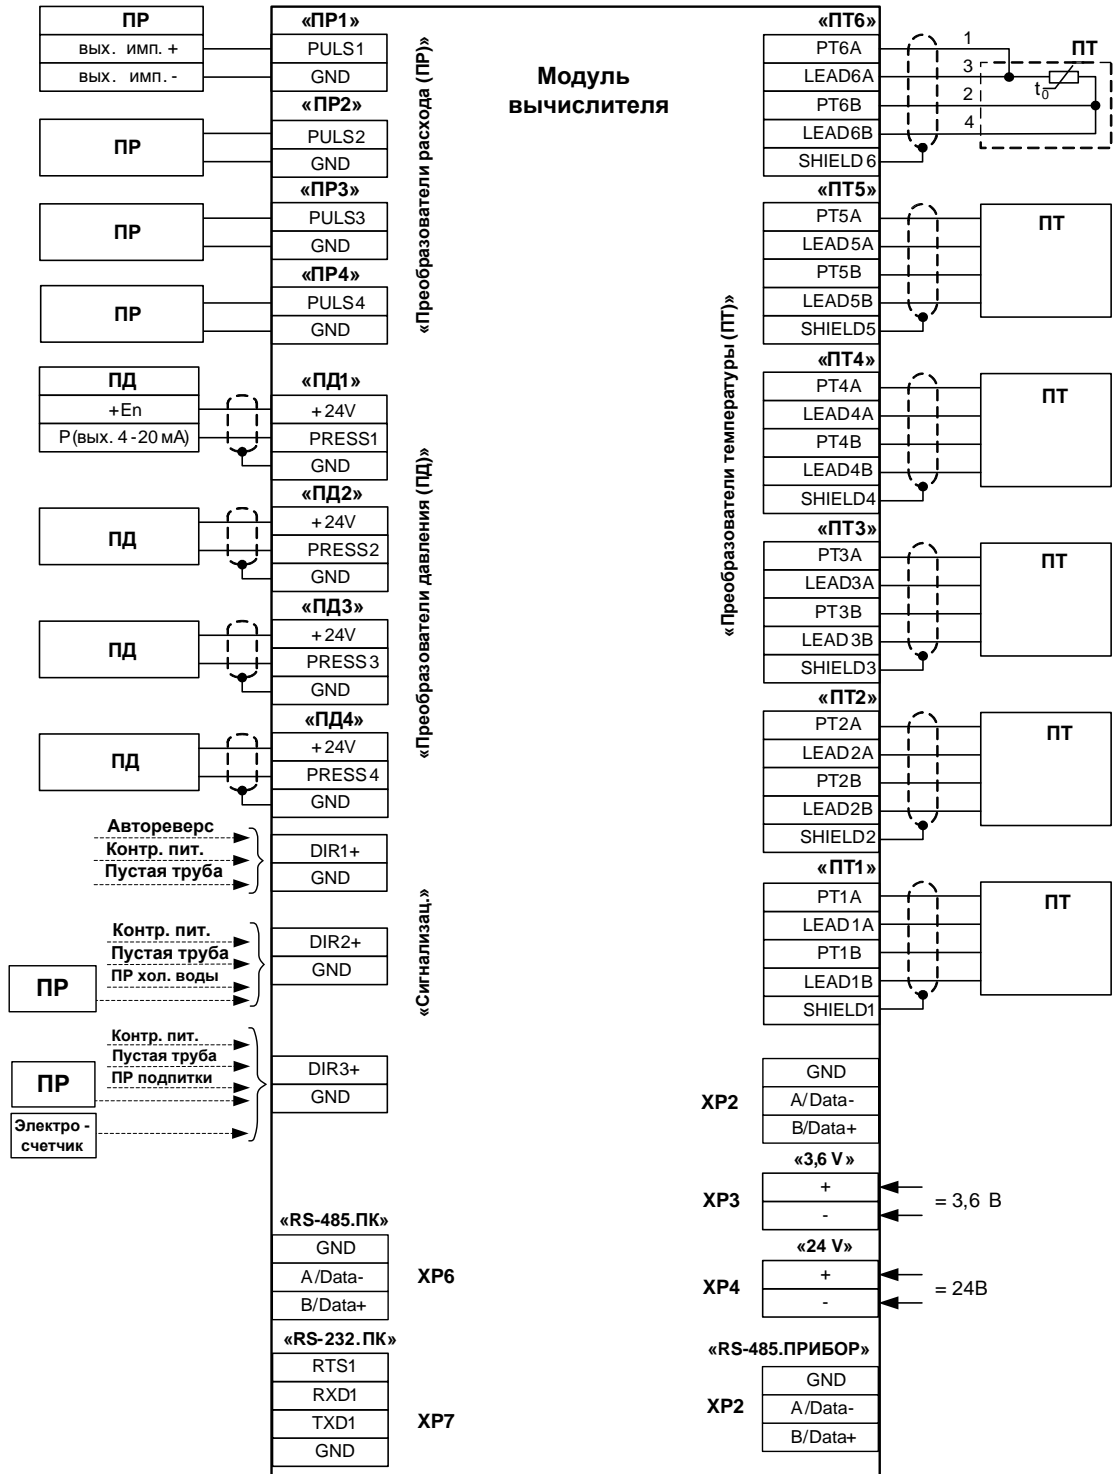 ПР
вых. имп. +
вых. имп. -
«ПР1»
PULS1
GND
«ПР2»
ПР
PULS2
GND
«ПР3»
ПР
PULS3
GND
«ПР4»
ПР
PULS4
GND
«Преобразователи расхода (ПР)»
ПД
+En
P(вых. 4-20 мА)
«ПД1»
+24V
PRESS1
GND
«ПД2»
ПД
+24V
PRESS2
GND
«ПД3»
ПД
+24V
PRESS3
GND
«ПД4»
ПД
+24V
PRESS4
GND
«Преобразователи давления (ПД)»
Автореверс
Контр. пит.
Пустая труба
DIR1+
GND
Контр. пит.
Пустая труба
ПР хол. воды
ПР
DIR2+
GND
Контр. пит.
Пустая труба
ПР подпитки
ПР
Электро-
счетчик
DIR3+
GND
«Сигнализац.»
«RS-485.ПК»
GND
A/Data-
B/Data+
XP6
«RS-232.ПК»
RTS1
RXD1
TXD1
GND
XP7
Модуль
вычислителя
«ПТ6»
PT6A
LEAD6A
PT6B
LEAD6B
SHIELD6
1
3
2
4
ПТ
t0
«ПТ5»
PT5A
LEAD5A
PT5B
LEAD5B
SHIELD5
ПТ
«ПТ4»
PT4A
LEAD4A
PT4B
LEAD4B
SHIELD4
ПТ
«ПТ3»
PT3A
LEAD3A
PT3B
LEAD3B
SHIELD3
ПТ
«ПТ2»
PT2A
LEAD2A
PT2B
LEAD2B
SHIELD2
ПТ
«ПТ1»
PT1A
LEAD1A
PT1B
LEAD1B
SHIELD1
ПТ
«Преобразователи температуры (ПТ)»
XP2
GND
A/Data-
B/Data+
«3,6 V»
XP3
+
-
= 3,6 В
«24 V»
XP4
+
-
= 24В
«RS-485.ПРИБОР»
XP2
GND
A/Data-
B/Data+